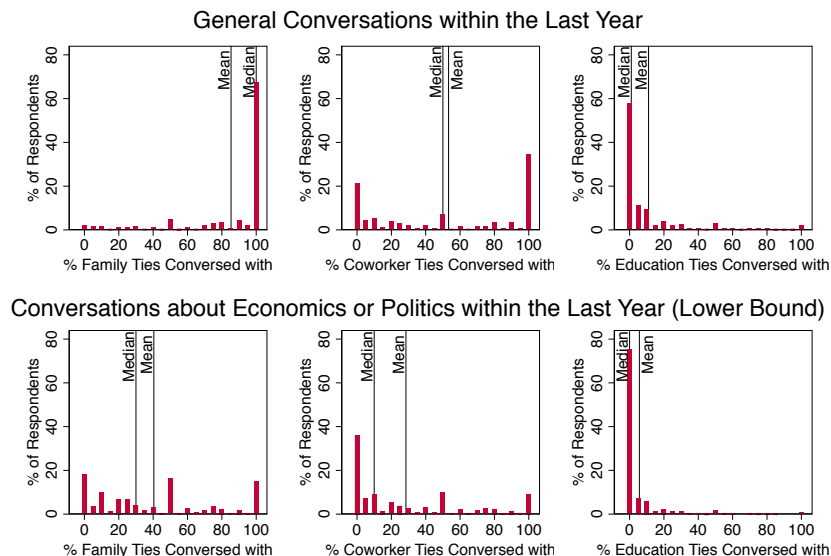 General Conversations within the Last Year
% of Respondents
0 20 40 60 80
Mean
Median
0 20 40 60 80 100
% Family Ties Conversed with
% of Respondents
0 20 40 60 80
Median
Mean
0 20 40 60 80 100
% Coworker Ties Conversed with
% of Respondents
0 20 40 60 80
Median
Mean
0 20 40 60 80 100
% Education Ties Conversed with
Conversations about Economics or Politics within the Last Year (Lower Bound)
% of Respondents
0 20 40 60 80
Median
Mean
0 20 40 60 80 100
% Family Ties Conversed with
% of Respondents
0 20 40 60 80
Median
Mean
0 20 40 60 80 100
% Coworker Ties Conversed with
% of Respondents
0 20 40 60 80
Median
Mean
0 20 40 60 80 100
% Education Ties Conversed with